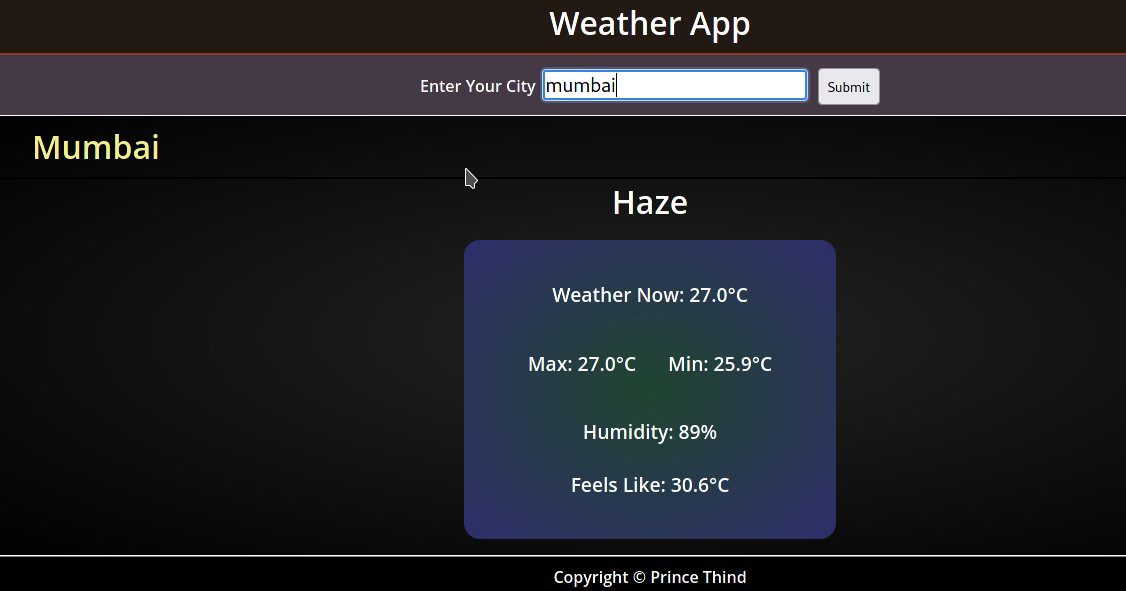 Weather App
Enter Your City mumbai Submit
Mumbai
Haze
Weather Now: 27.0°C
Max: 27.0°C Min: 25.9°C
Humidity: 89%
Feels Like: 30.6°C
Copyright © Prince Thind